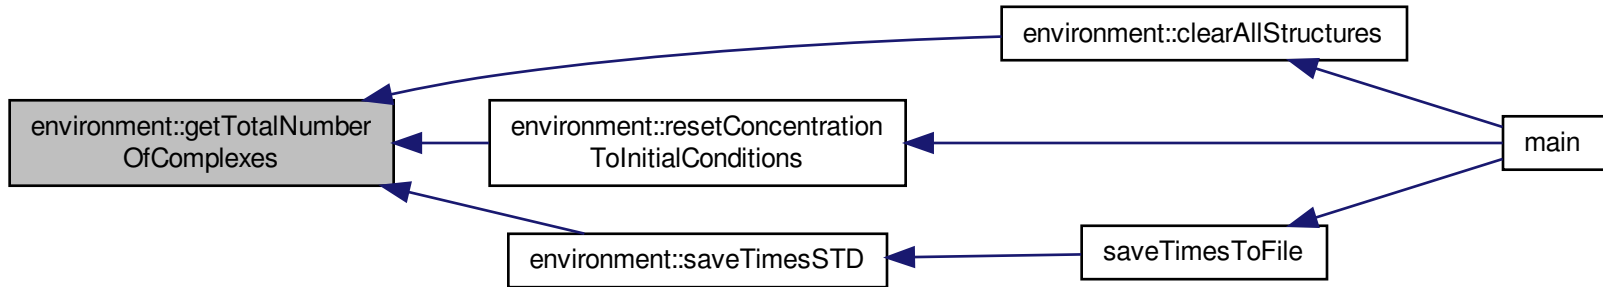 environment::clearAllStructures
environment::getTotalNumber
OfComplexes
environment::resetConcentration
ToInitialConditions
main
environment::saveTimesSTD
saveTimesToFile